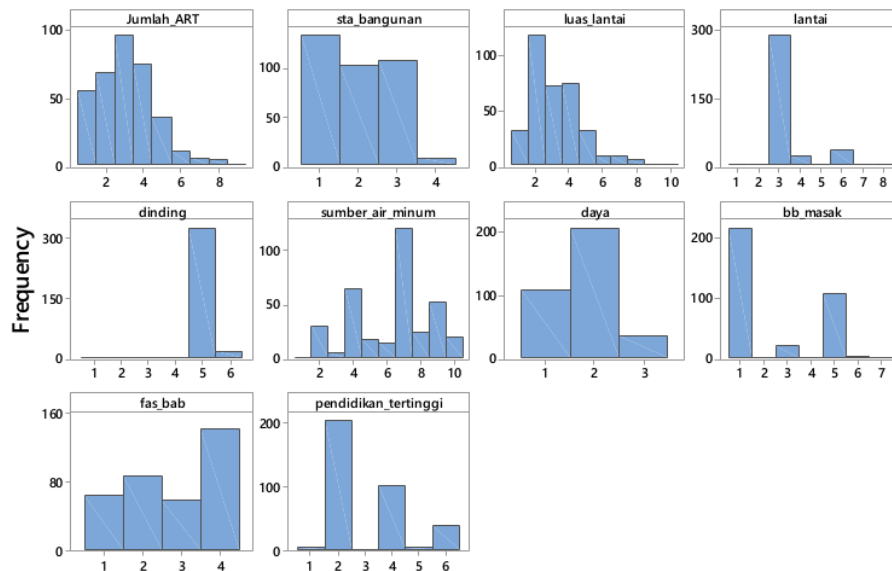 Jumlah_ART
sta_bangunan
luas_lantai
lantai
100
50
0
2 4 6 8
100
50
0
1 2 3 4
100
50
0
2 4 6 8 10
300
150
0
1 2 3 4 5 6 7 8
Frequency
dinding
sumber_air_minum
daya
bb_masak
300
150
0
1 2 3 4 5 6
100
50
0
2 4 6 8 10
200
100
0
1 2 3
200
100
0
1 2 3 4 5 6 7
fas_bab
pendidikan_tertinggi
160
80
0
1 2 3 4
200
100
0
1 2 3 4 5 6